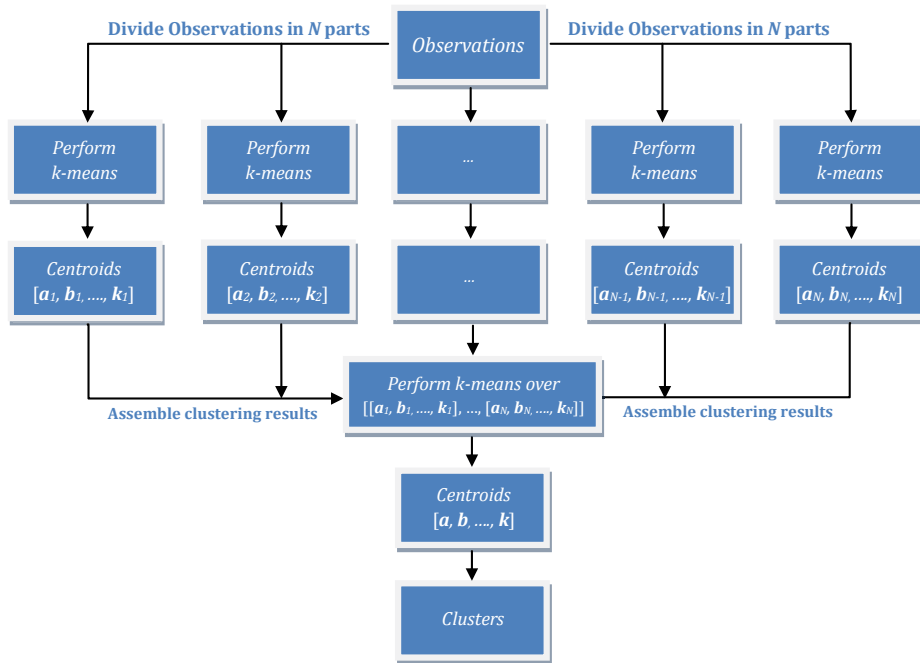 Divide Observations in N parts
Observations
Divide Observations in N parts
Perform
k-means
Perform
k-means
...
Perform
k-means
Perform
k-means
Centroids
[a1, b1, ...., k1]
Centroids
[a2, b2, ...., k2]
...
Centroids
[aN-1, bN-1, ...., kN-1]
Centroids
[aN, bN, ...., kN]
Perform k-means over
[[a1, b1, ...., k1], ..., [aN, bN, ...., kN]]
Assemble clustering results
Assemble clustering results
Centroids
[a, b, ...., k]
Clusters